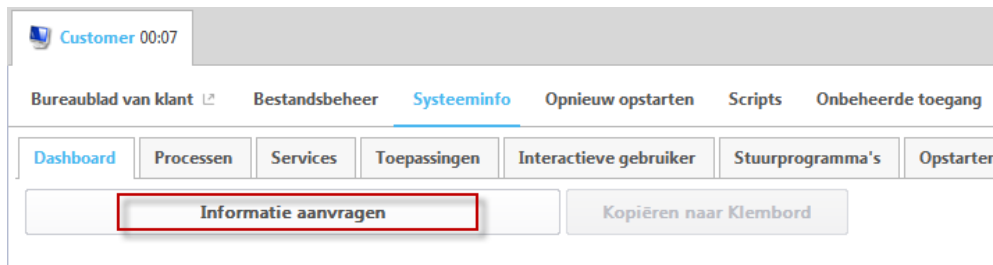 Customer 00:07
Bureaublad van klant Bestandsbeheer Systeeminfo Opnieuw opstarten Scripts Onbeheerde toegang
Dashboard Processen Services Toepassingen Interactieve gebruiker Stuurprogramma's Opstarten
Informatie aanvragen Kopiëren naar Klembord